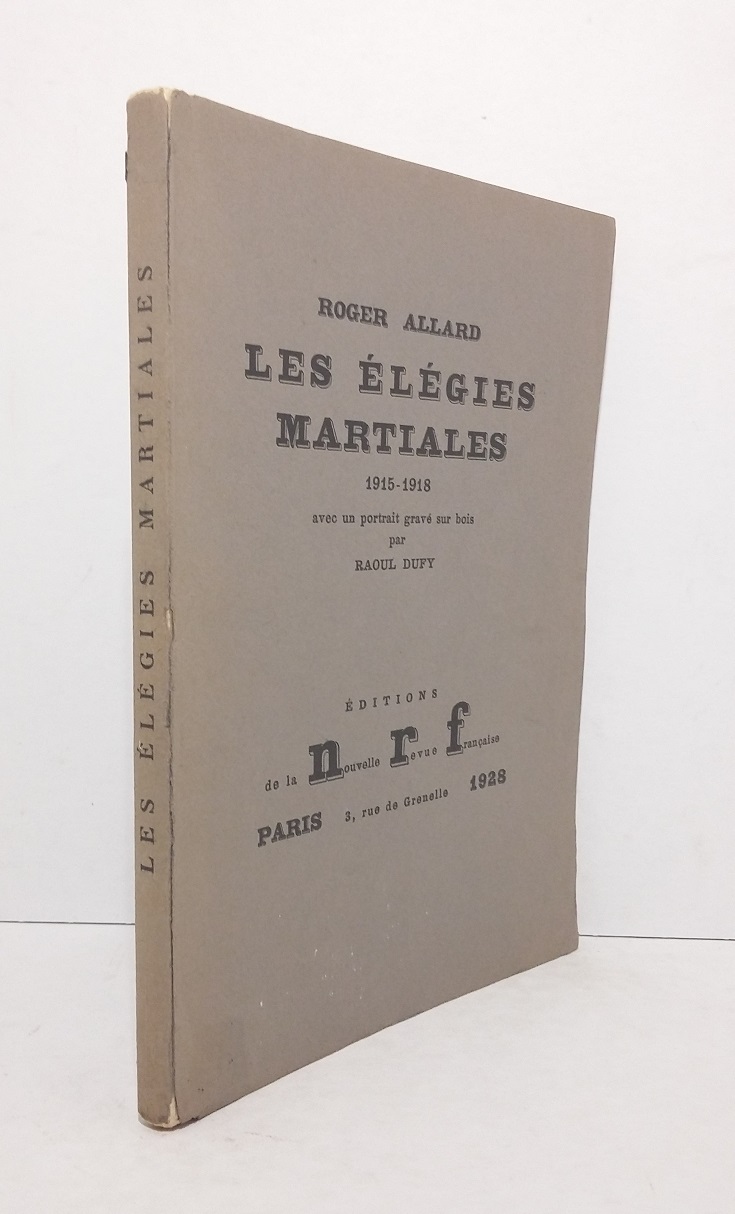 LES ÉLÉGIES MARTIALES
ROGER ALLARD
LES ÉLÉGIES
MARTIALES
1915-1918
avec un portrait gravé sur bois
par
RAOUL DUFY
ÉDITIONS
de la nouvelle revue française
PARIS 3, rue de Grenelle 1928